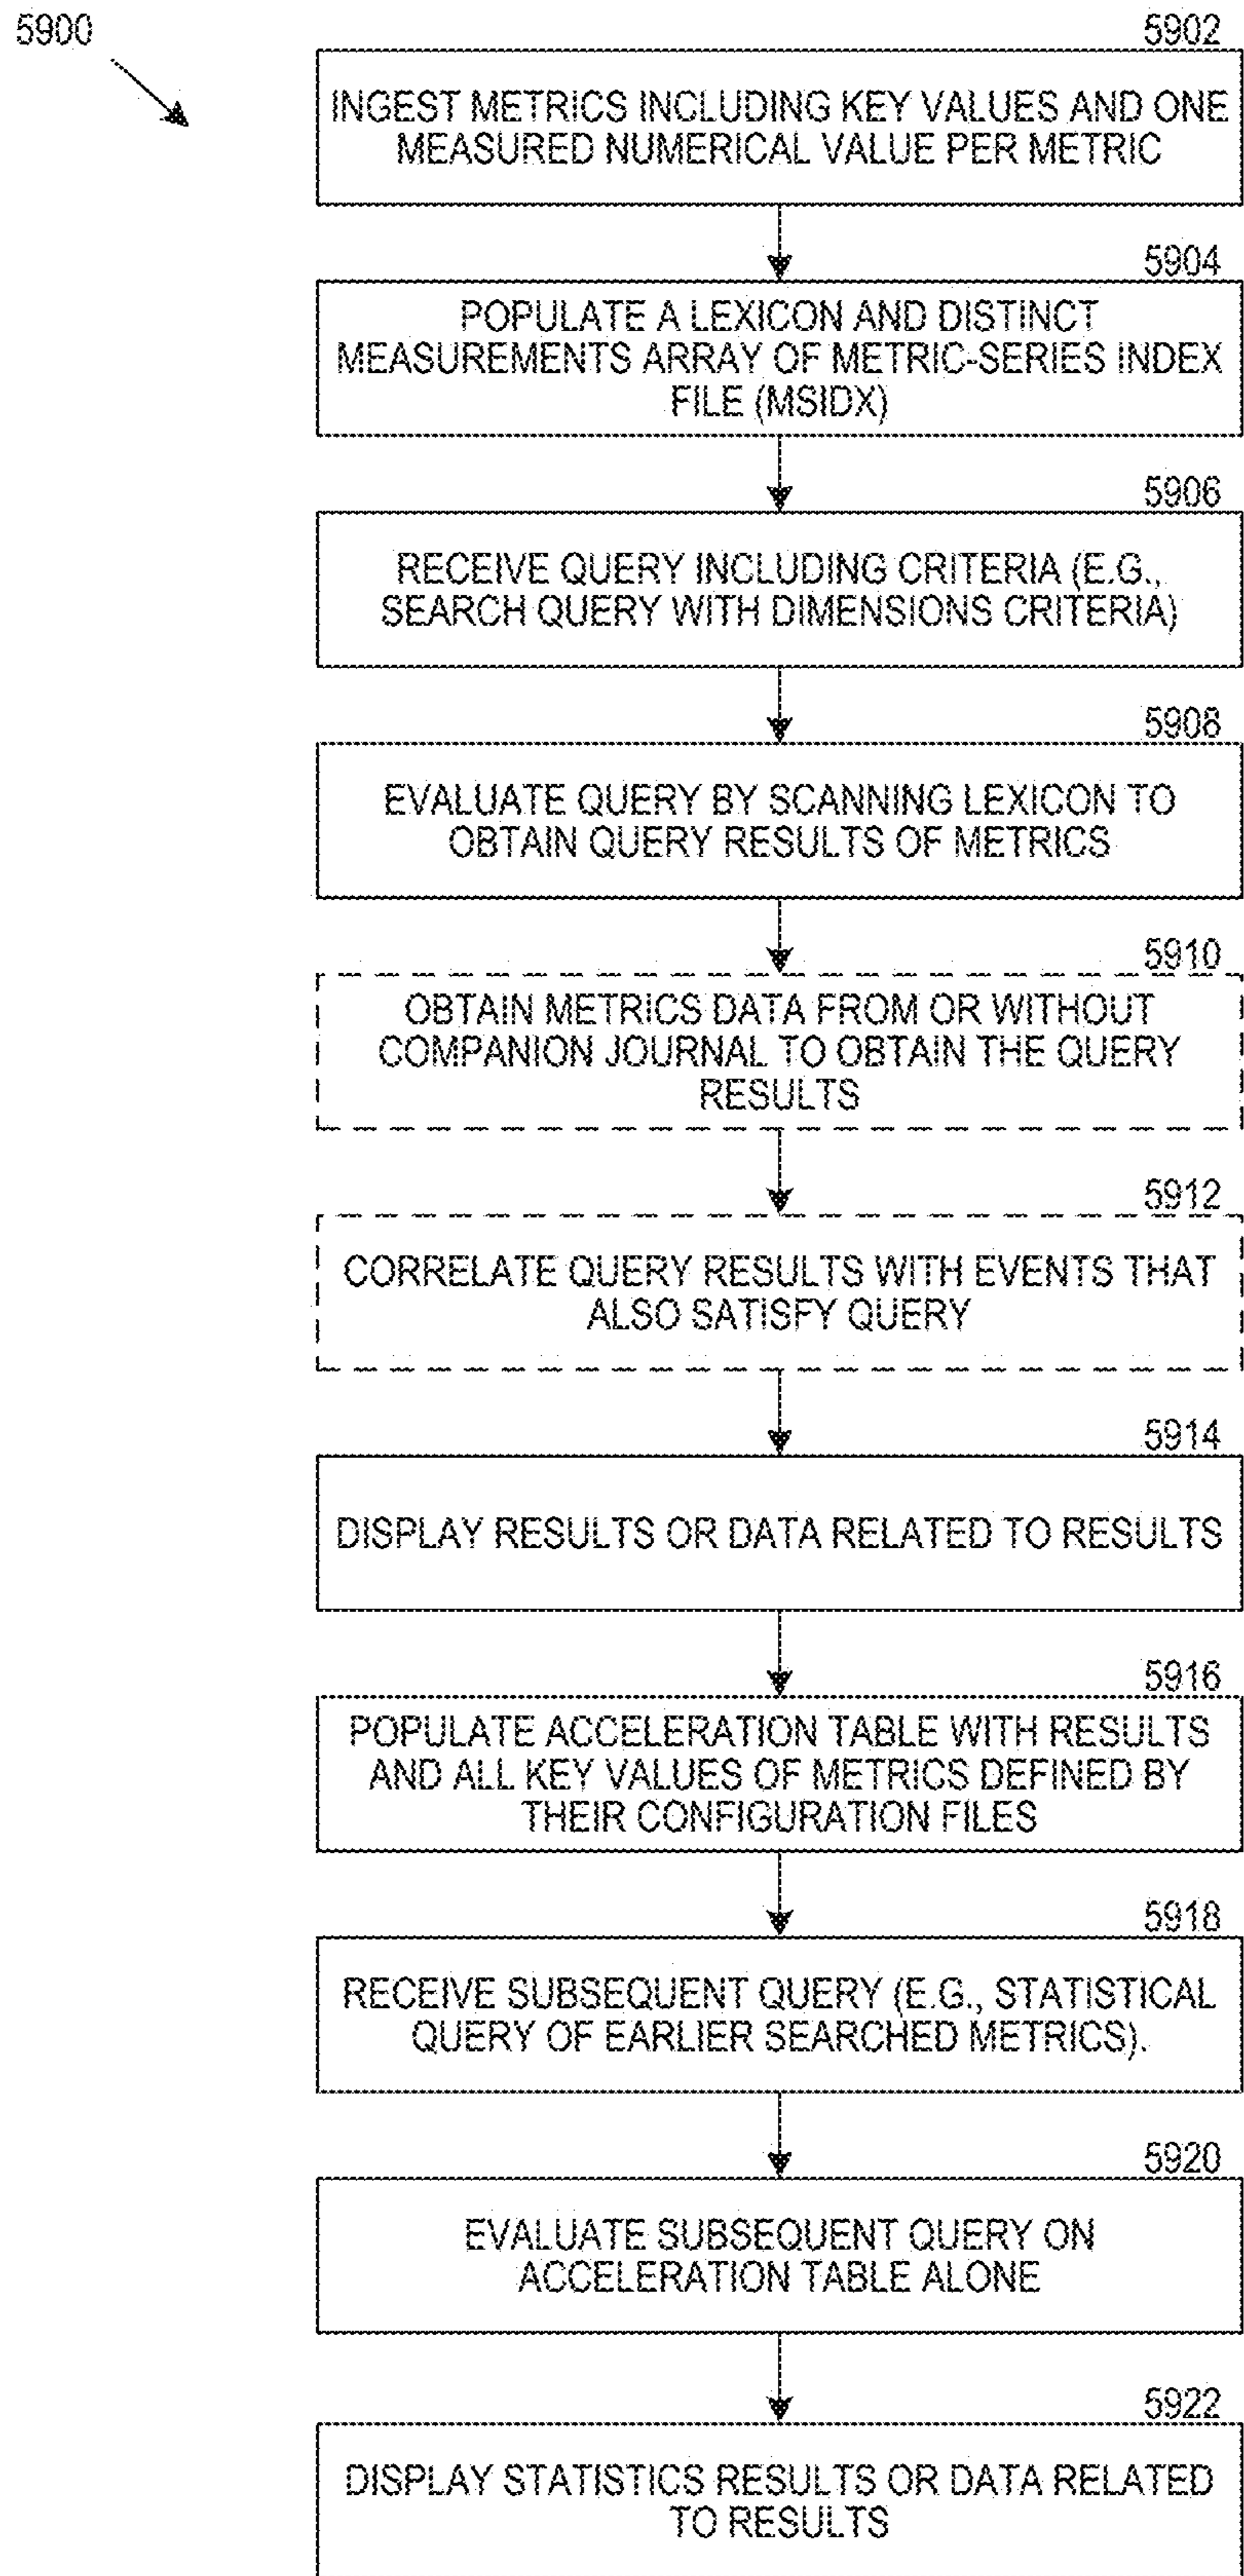 5900
5902
INGEST METRICS INCLUDING KEY VALUES AND ONE
MEASURED NUMERICAL VALUE PER METRIC
5904
POPULATE A LEXICON AND DISTINCT
MEASUREMENTS ARRAY OF METRIC-SERIES INDEX
FILE (MSIDX)
5906
RECEIVE QUERY INCLUDING CRITERIA (E.G.,
SEARCH QUERY WITH DIMENSIONS CRITERIA)
5908
EVALUATE QUERY BY SCANNING LEXICON TO
OBTAIN QUERY RESULTS OF METRICS
5910
OBTAIN METRICS DATA FROM OR WITHOUT
COMPANION JOURNAL TO OBTAIN THE QUERY
RESULTS
5912
CORRELATE QUERY RESULTS WITH EVENTS THAT
ALSO SATISFY QUERY
5914
DISPLAY RESULTS OR DATA RELATED TO RESULTS
5916
POPULATE ACCELERATION TABLE WITH RESULTS
AND ALL KEY VALUES OF METRICS DEFINED BY
THEIR CONFIGURATION FILES
5918
RECEIVE SUBSEQUENT QUERY (E.G., STATISTICAL
QUERY OF EARLIER SEARCHED METRICS).
5920
EVALUATE SUBSEQUENT QUERY ON
ACCELERATION TABLE ALONE
5922
DISPLAY STATISTICS RESULTS OR DATA RELATED
TO RESULTS